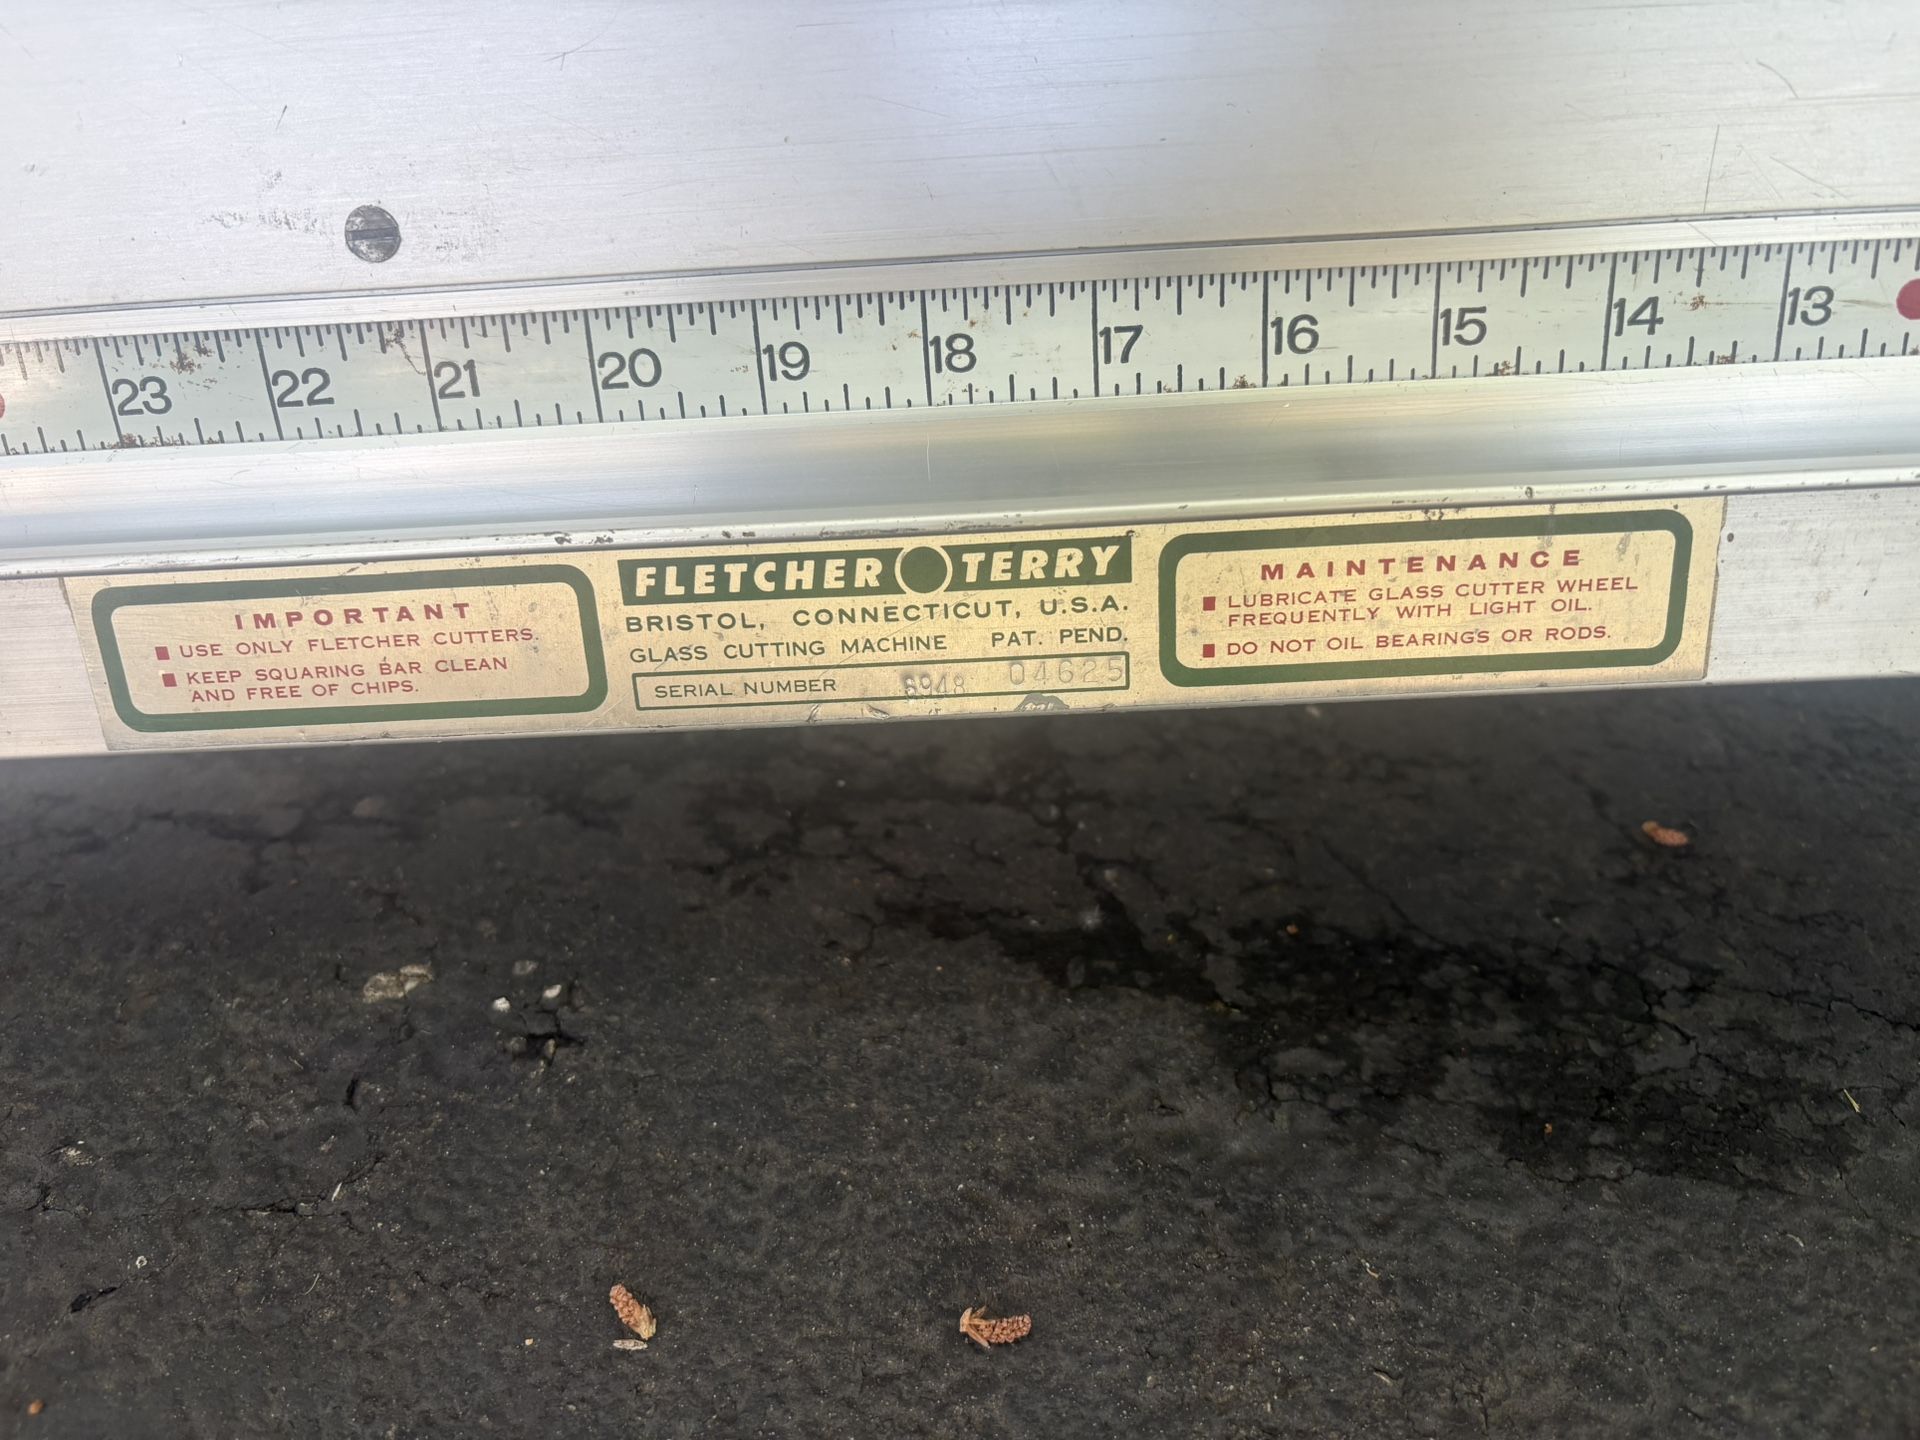 23 22 21 20 19 18 17 16 15 14 13
IMPORTANT
■ USE ONLY FLETCHER CUTTERS.
■ KEEP SQUARING BAR CLEAN
AND FREE OF CHIPS.
FLETCHER TERRY
BRISTOL, CONNECTICUT, U.S.A.
GLASS CUTTING MACHINE PAT. PEND.
SERIAL NUMBER 04625
MAINTENANCE
■ LUBRICATE GLASS CUTTER WHEEL
FREQUENTLY WITH LIGHT OIL.
■ DO NOT OIL BEARINGS OR RODS.